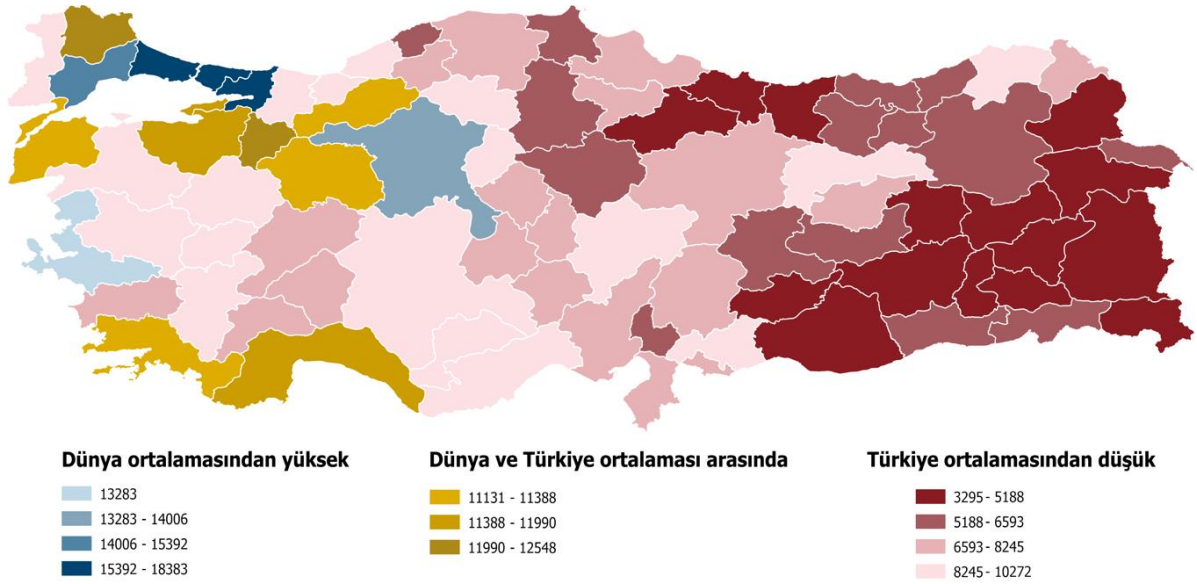 Dünya ortalamasından yüksek
13283
13283 - 14006
14006 - 15392
15392 - 18383
Dünya ve Türkiye ortalaması arasında
11131 - 11388
11388 - 11990
11990 - 12548
Türkiye ortalamasından düşük
3295 - 5188
5188 - 6593
6593 - 8245
8245 - 10272